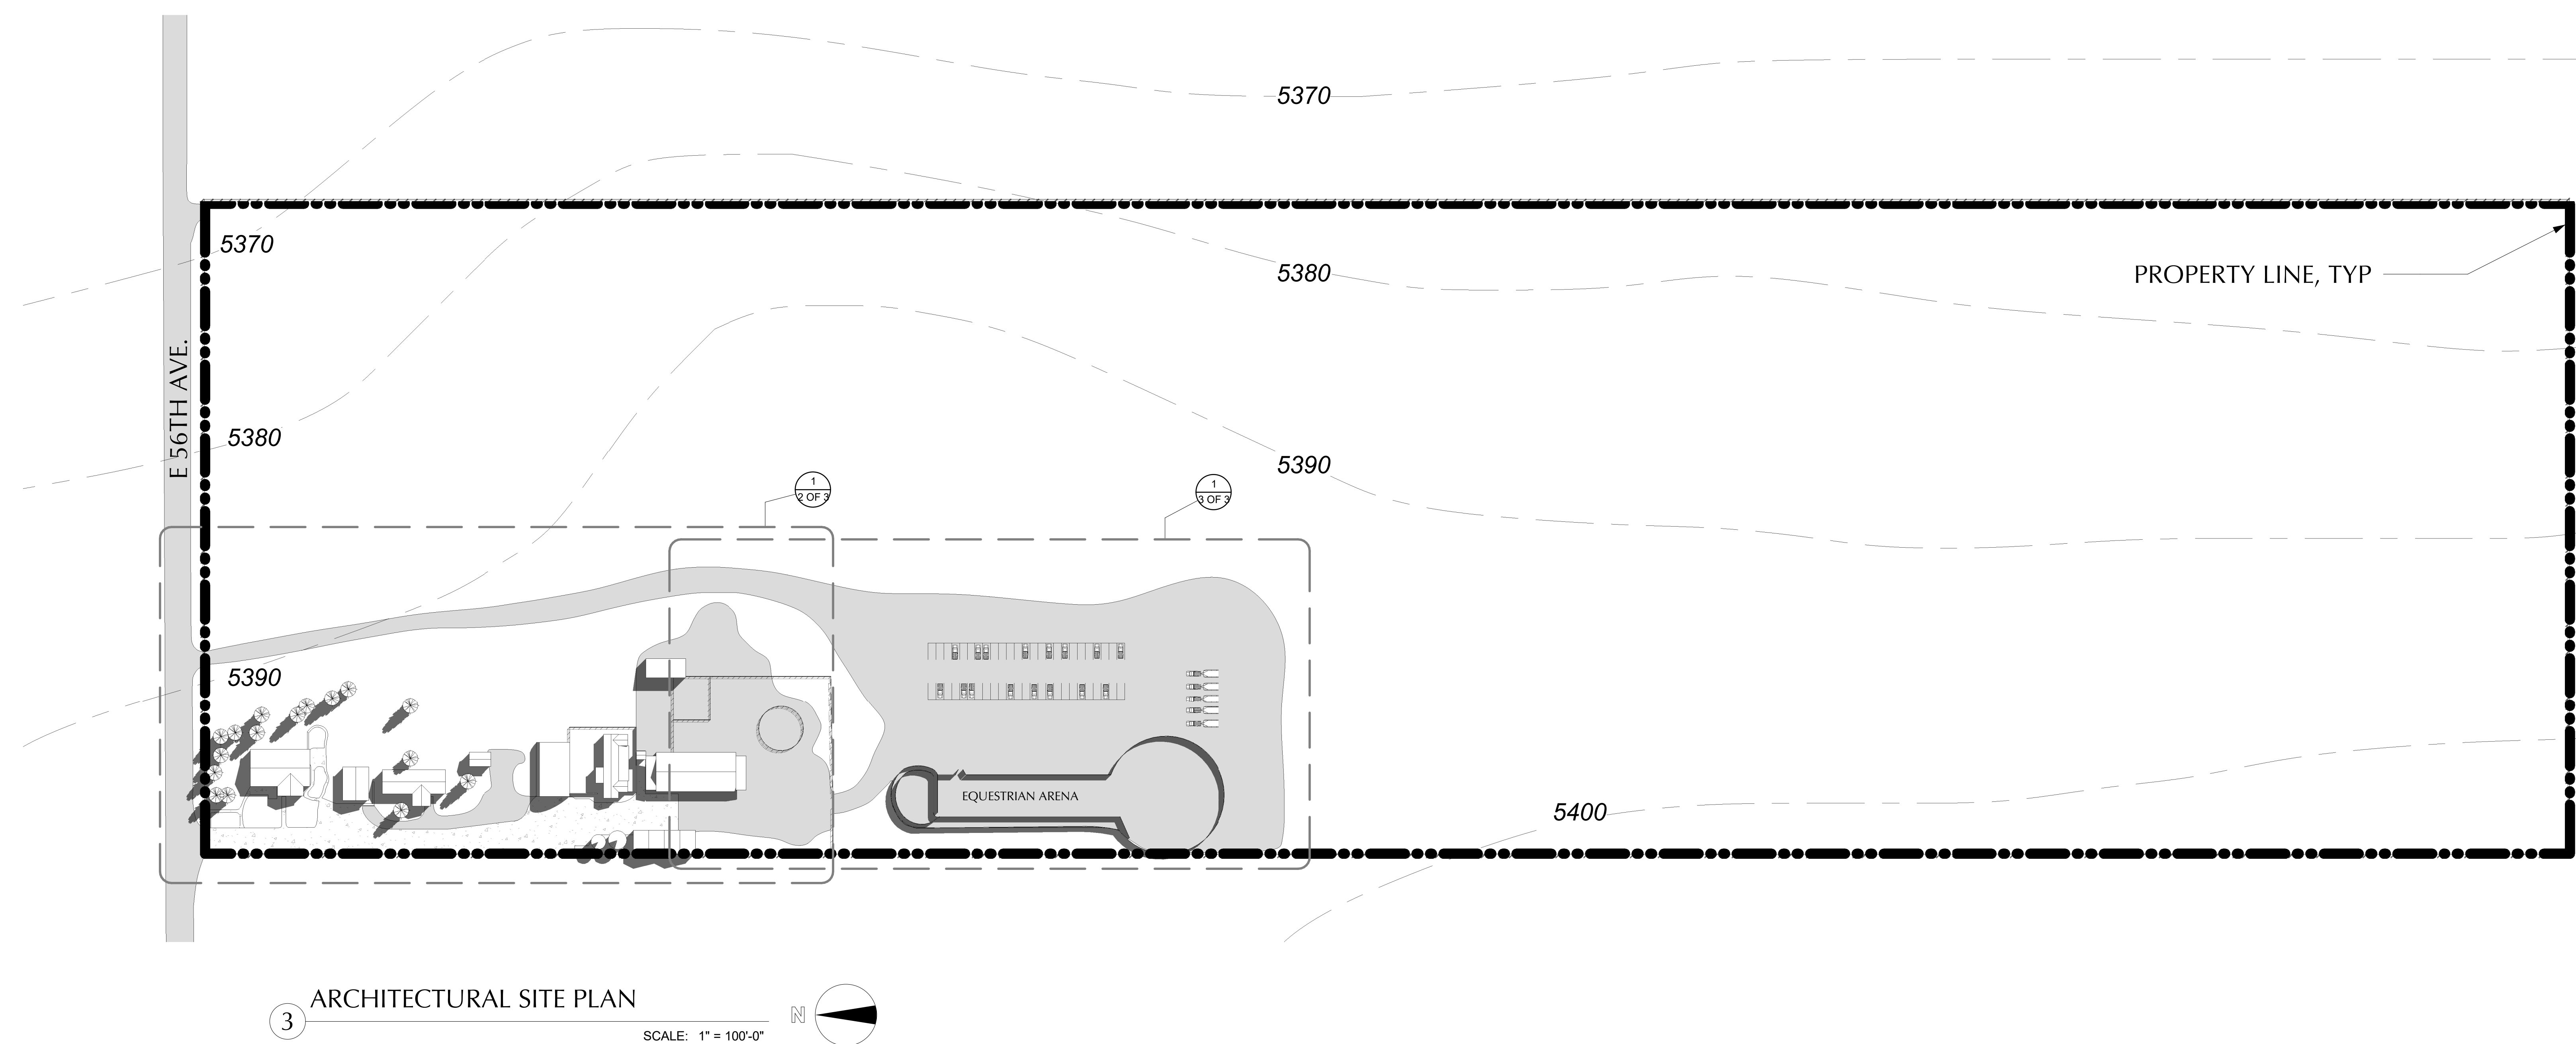 5370
5370
5380
PROPERTY LINE, TYP
E 56TH AVE.
5380
5390
1
2 OF 3
1
3 OF 3
5390
EQUESTRIAN ARENA
5400
ARCHITECTURAL SITE PLAN
3
N
SCALE: 1" = 100'-0"